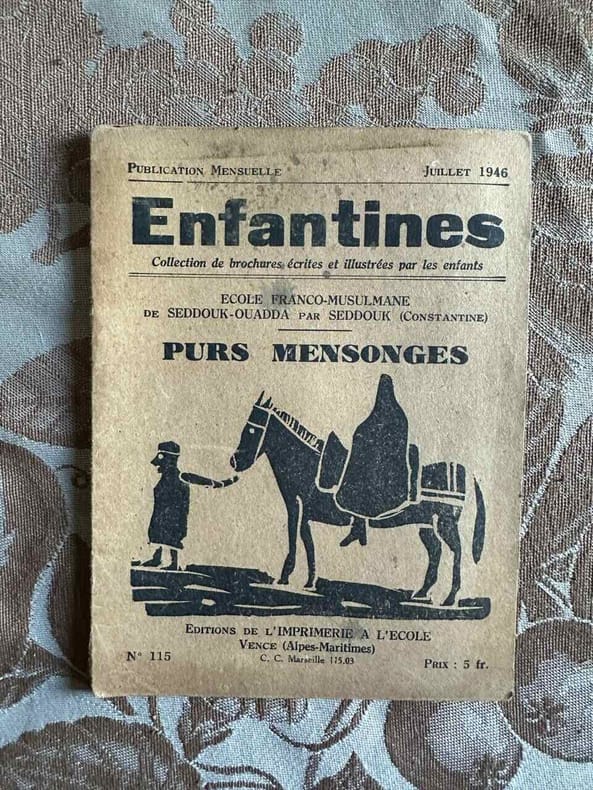 PUBLICATION MENSUELLE JUILLET 1946
Enfantines
Collection de brochures écrites et illustrées par les enfants
ECOLE FRANCO-MUSULMANE
DE SEDDOUK-OUADDA PAR SEDDOUK (CONSTANTINE)
PURS MENSONGES
EDITIONS DE L'IMPRIMERIE A L'ECOLE
VENCE (Alpes-Maritimes)
N° 115 C. C. Marseille 115.03 PRIX : 5 fr.